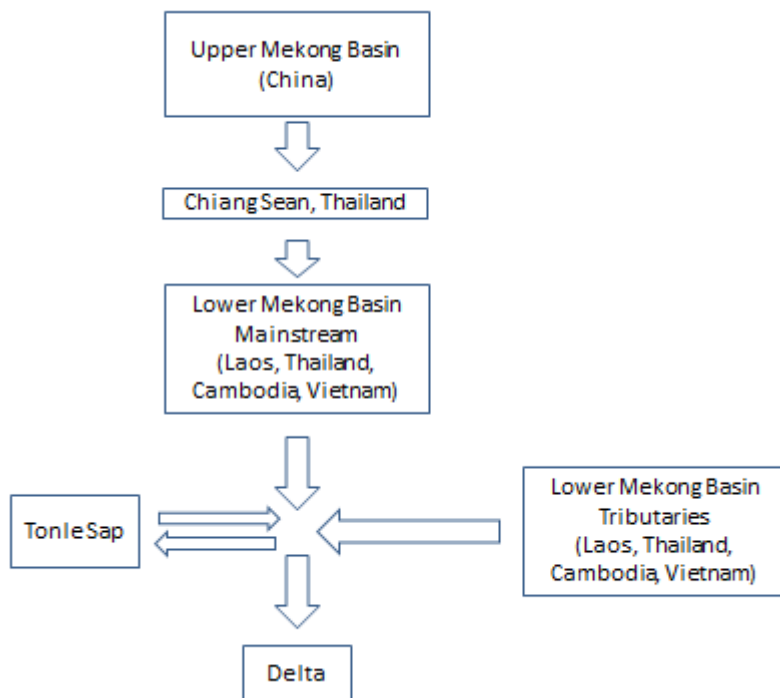 Upper Mekong Basin
(China)
Chiang Sean, Thailand
Lower Mekong Basin
Mainstream
(Laos, Thailand,
Cambodia, Vietnam)
Tonle Sap
Lower Mekong Basin
Tributaries
(Laos, Thailand,
Cambodia, Vietnam)
Delta